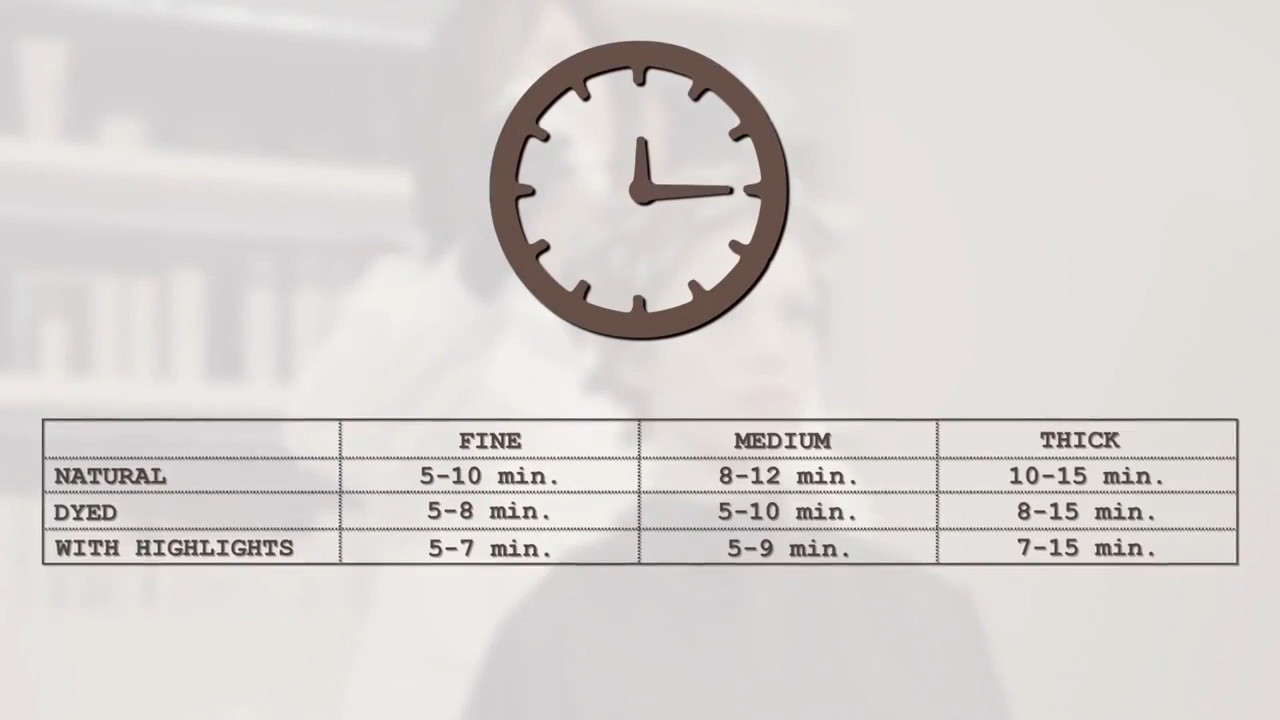 FINE MEDIUM THICK
NATURAL 5-10 min. 8-12 min. 10-15 min.
DYED 5-8 min. 5-10 min. 8-15 min.
WITH HIGHLIGHTS 5-7 min. 5-9 min. 7-15 min.